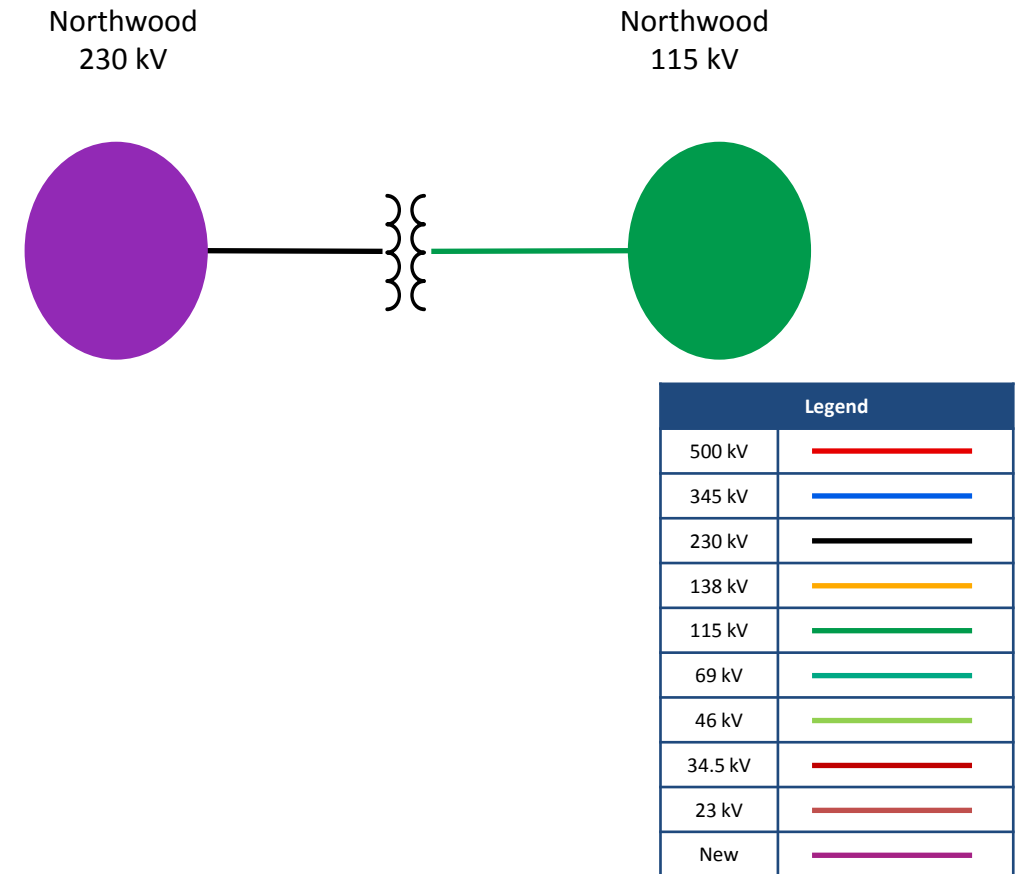 Northwood
230 kV
Northwood
115 kV
Legend
500 kV
345 kV
230 kV
138 kV
115 kV
69 kV
46 kV
34.5 kV
23 kV
New